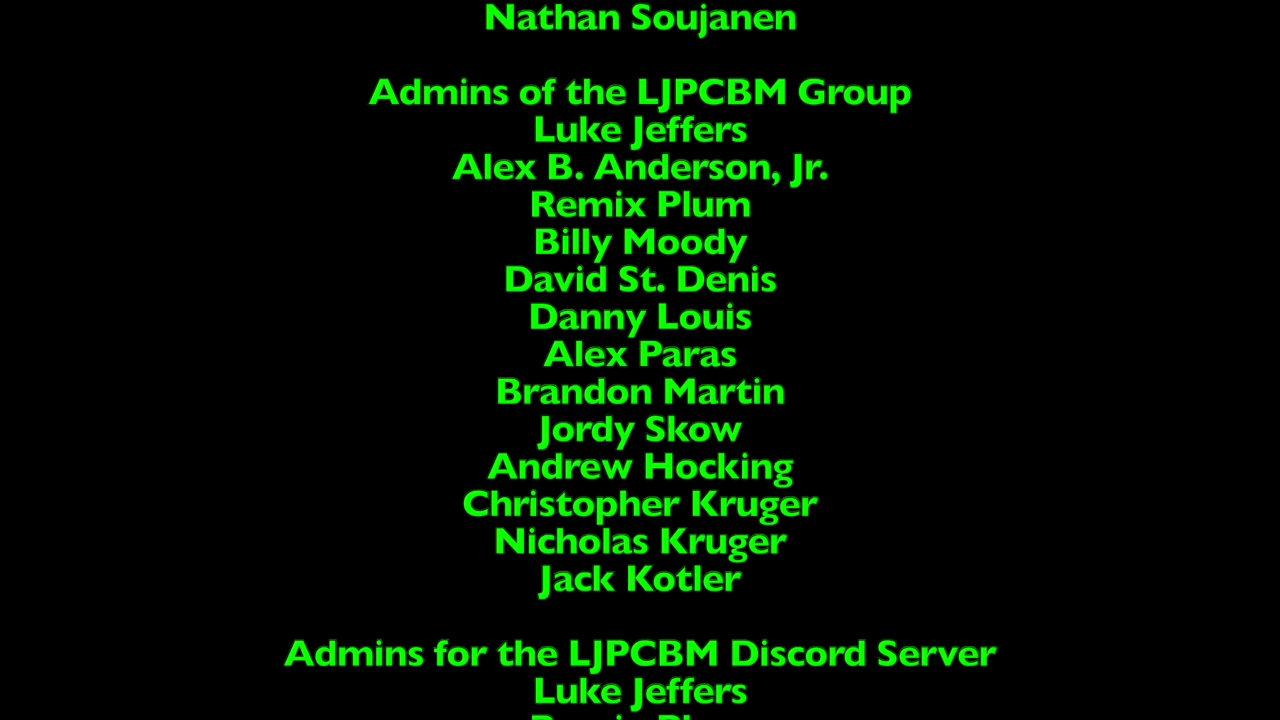 Nathan Soujanen
Admins of the LJPCBM Group
Luke Jeffers
Alex B. Anderson, Jr.
Remix Plum
Billy Moody
David St. Denis
Danny Louis
Alex Paras
Brandon Martin
Jordy Skow
Andrew Hocking
Christopher Kruger
Nicholas Kruger
Jack Kotler
Admins for the LJPCBM Discord Server
Luke Jeffers